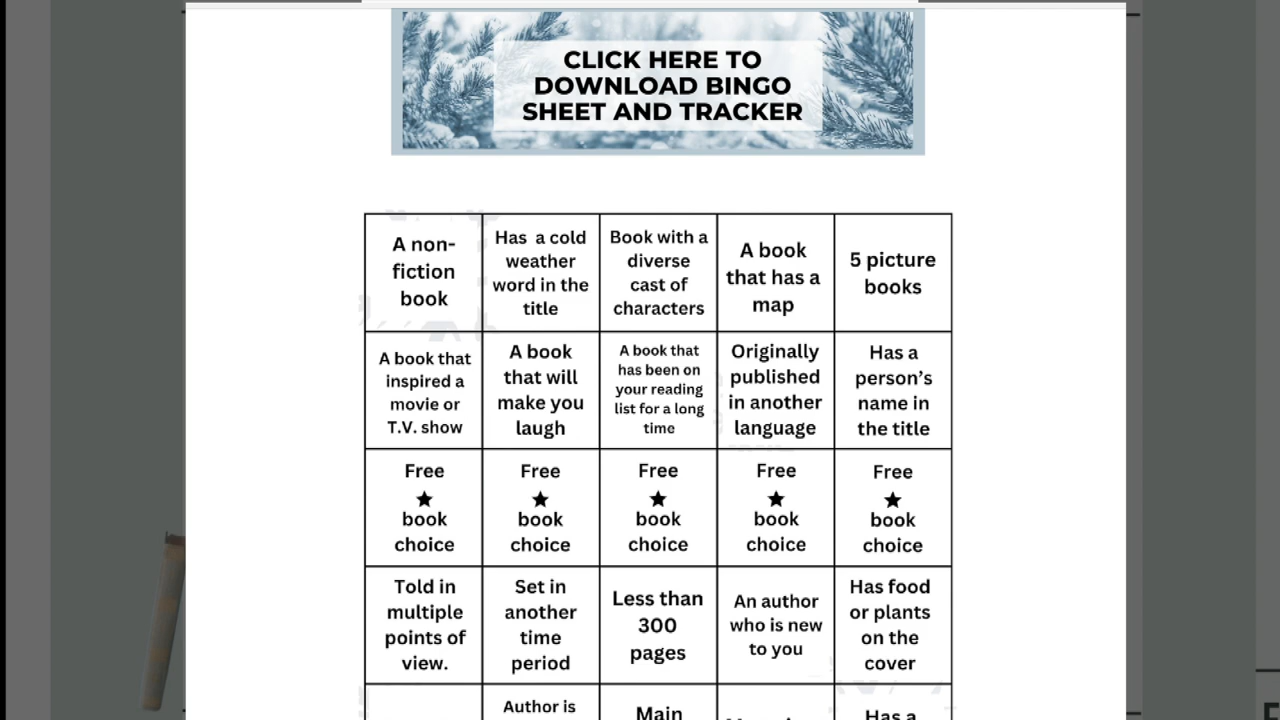 CLICK HERE TO
DOWNLOAD BINGO
SHEET AND TRACKER
A non-
fiction
book
Has a cold
weather
word in the
title
Book with a
diverse
cast of
characters
A book
that has a
map
5 picture
books
A book that
inspired a
movie or
T.V. show
A book
that will
make you
laugh
A book that
has been on
your reading
list for a long
time
Originally
published
in another
language
Has a
person's
name in
the title
Free
★
book
choice
Free
★
book
choice
Free
★
book
choice
Free
★
book
choice
Free
★
book
choice
Told in
multiple
points of
view.
Set in
another
time
period
Less than
300
pages
An author
who is new
to you
Has food
or plants
on the
cover
Author is
Main
Has a